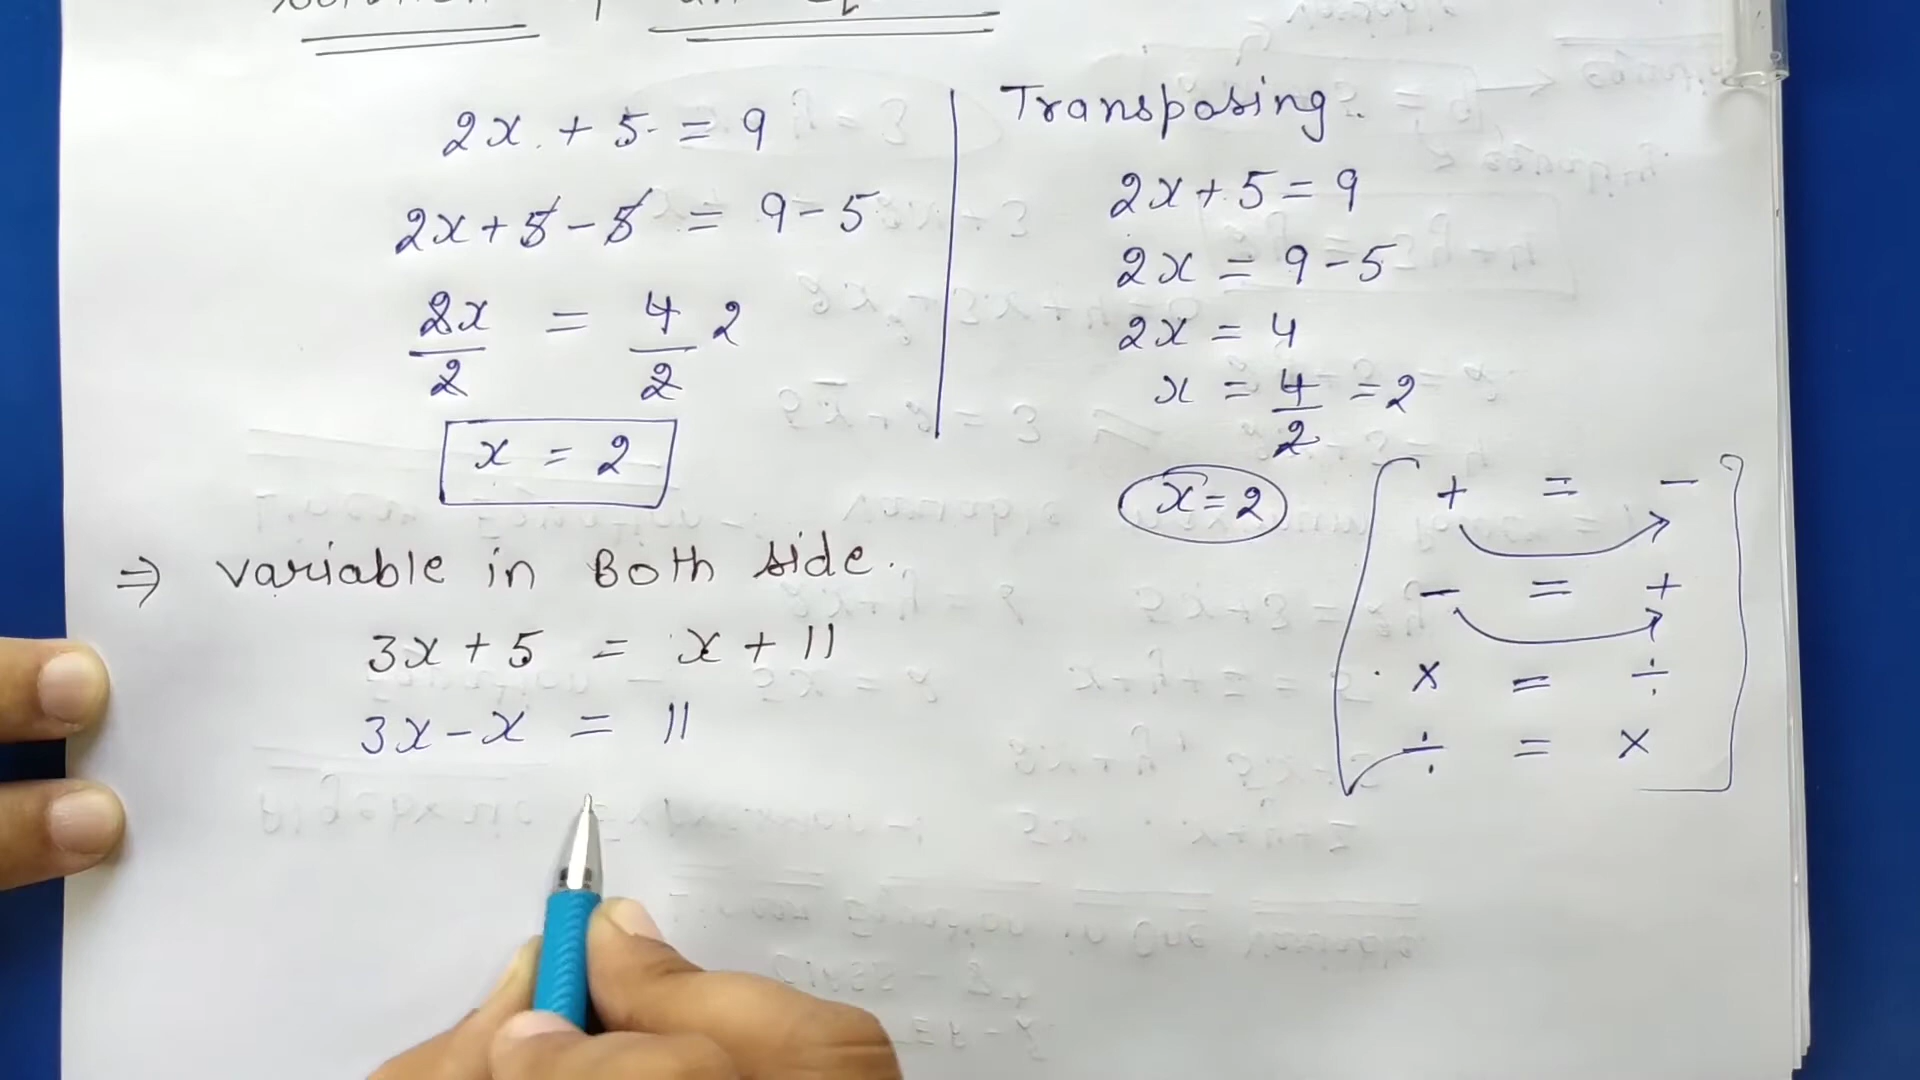 2x + 5 = 9
2x + 5 - 5 = 9 - 5
2x/2 = 4/2 2
x = 2
Transposing.
2x + 5 = 9
2x = 9 - 5
2x = 4
x = 4/2 = 2
x = 2
+ = -
- = +
× = ÷
÷ = ×
⇒ Variable in Both side.
3x + 5 = x + 11
3x - x = 11